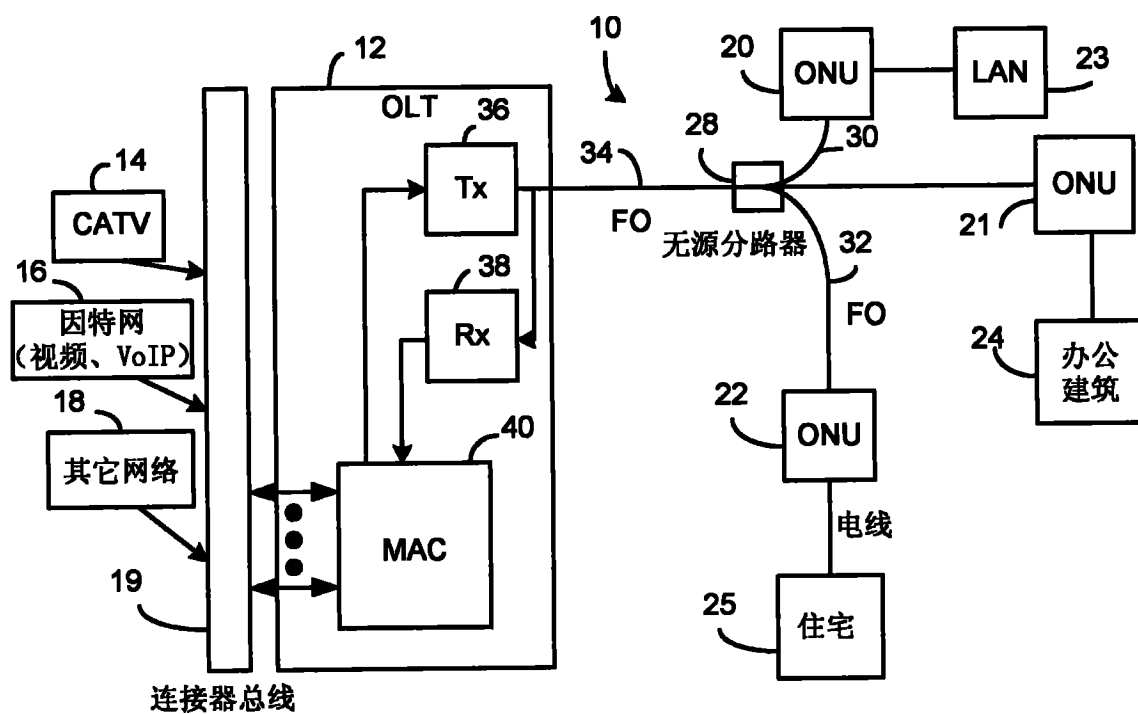 10
12
OLT
36
Tx
14
CATV
16
因特网
(视频、VoIP)
18
其它网络
19
连接器总线
38
Rx
40
MAC
34
FO
28
无源分路器
20
ONU
LAN
23
30
ONU
21
32
FO
24
办公
建筑
22
ONU
电线
25
住宅